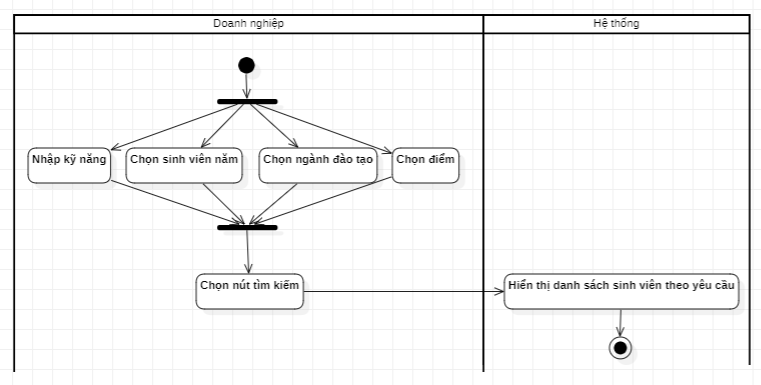 Doanh nghiệp
Hệ thống
Nhập kỹ năng
Chọn sinh viên năm
Chọn ngành đào tạo
Chọn điểm
Chọn nút tìm kiếm
Hiển thị danh sách sinh viên theo yêu cầu